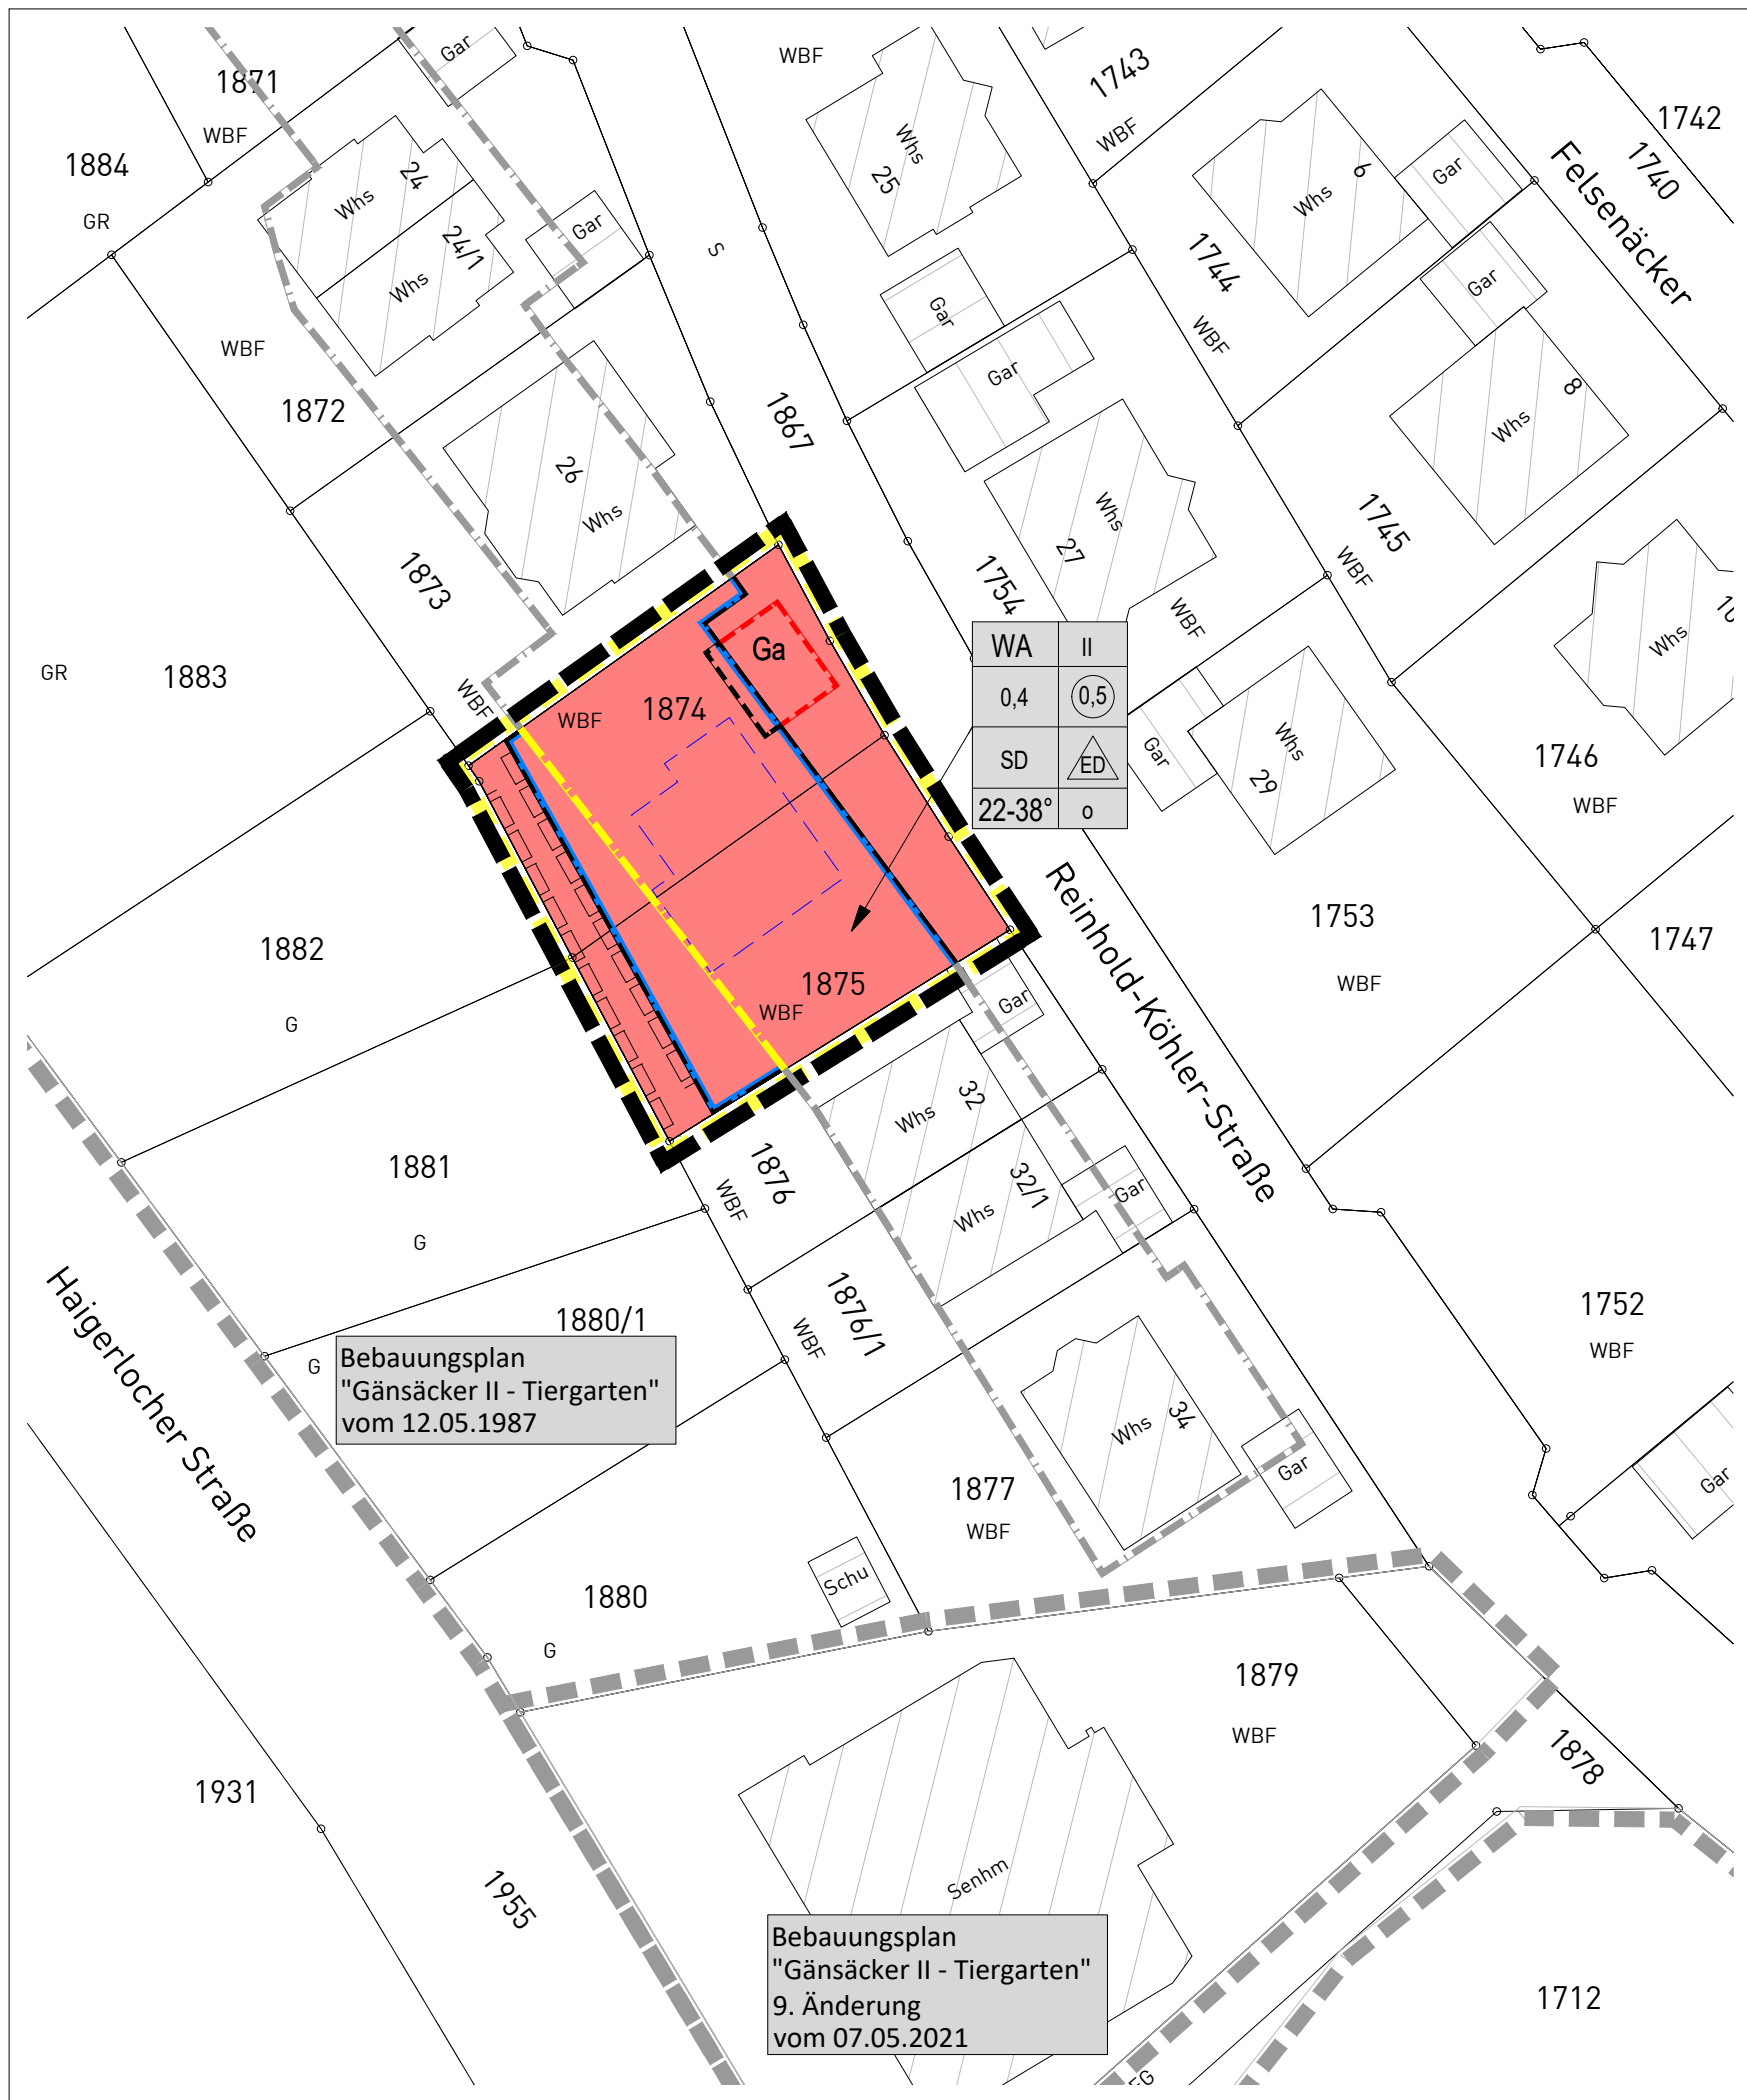 Gar
WBF
1743
1742
1871
WBF
WBF
1740
1884
Whs
24
Whs
25
6
Gar
Felsenäcker
Whs
GR
Gar
24/1
Whs
S
1744
Gar
WBF
Gar
WBF
Gar
8
1872
1867
Whs
26
Whs
Whs
27
1745
1873
1754
WBF
WBF
10
Whs
GR
1883
Ga
WA
II
WBF
WBF
1874
0,4
0,5
SD
ED
22-38°
o
Gar
Whs
29
1746
WBF
1882
G
Reinhold-Köhler-Straße
1753
1747
WBF
1875
WBF
Gar
Whs
32
1881
G
1876
WBF
32/1
Whs
Gar
Haigerlocher Straße
1880/1
G
Bebauungsplan
"Gänsäcker II - Tiergarten"
vom 12.05.1987
WBF
1876/1
1752
WBF
Whs
34
Gar
1877
WBF
Gar
Schu
1880
G
1879
WBF
1878
1931
1955
Senhm
Bebauungsplan
"Gänsäcker II - Tiergarten"
9. Änderung
vom 07.05.2021
1712